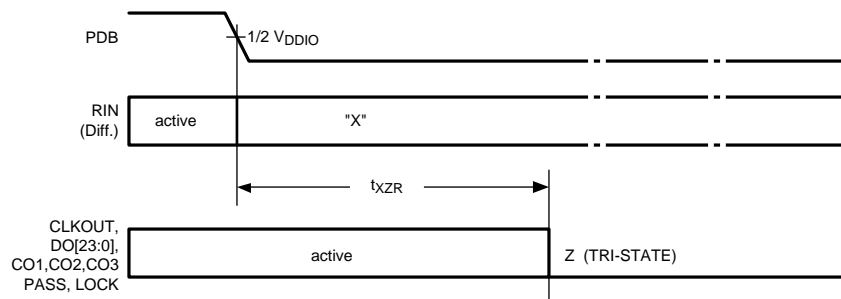 PDB
1/2 VDDIO
RIN
(Diff.)
active
"X"
tXZR
CLKOUT,
DO[23:0],
CO1,CO2,CO3
PASS, LOCK
active
Z (TRI-STATE)